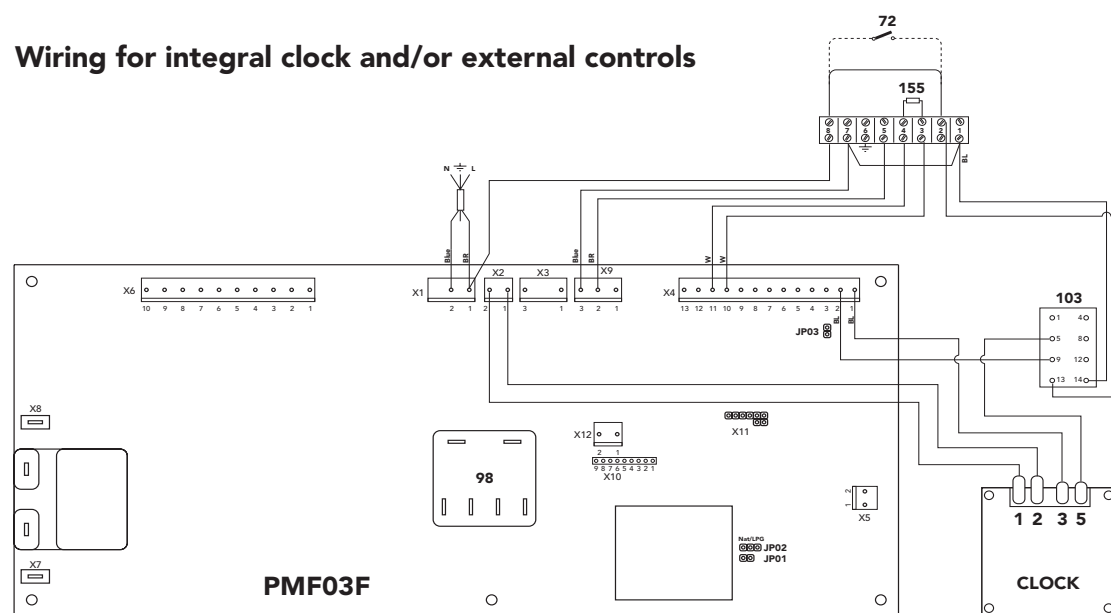 72
Wiring for integral clock and/or external controls
155
8 7 6 5 4 3 2 1
BL
N L
Blue BR
Blue BR
W W
X6
X1
X2
X3
X9
X4
10 9 8 7 6 5 4 3 2 1
2 1
2 1
3 1
3 2 1
13 12 11 10 9 8 7 6 5 4 3 2 1
BL BL
JP03
103
1 4
5 8
9 12
13 14
X8
X11
X12
2 1
9 8 7 6 5 4 3 2 1
X10
98
1 2
X5
1 2 3 5
Nat/LPG
JP02
JP01
X7
PMF03F
CLOCK